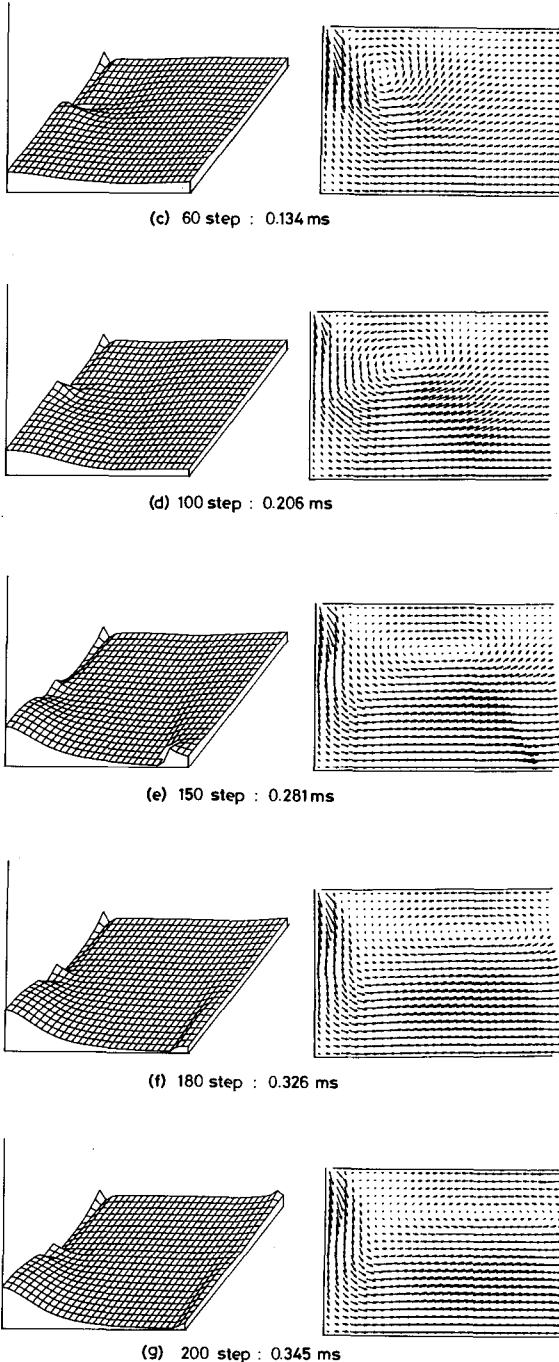 (c) 60 step : 0.134 ms
(d) 100 step : 0.206 ms
(e) 150 step : 0.281 ms
(f) 180 step : 0.326 ms
(g) 200 step : 0.345 ms